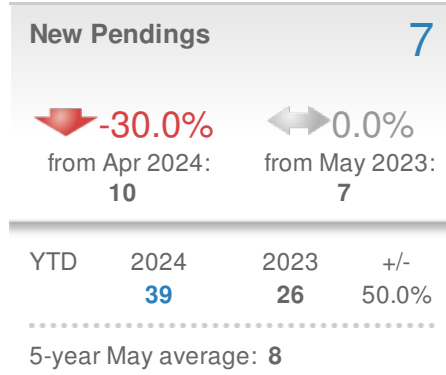 New Pendings 7
-30.0% 0.0%
from Apr 2024: from May 2023:
10 7
YTD 2024 2023 +/-
39 26 50.0%
5-year May average: 8